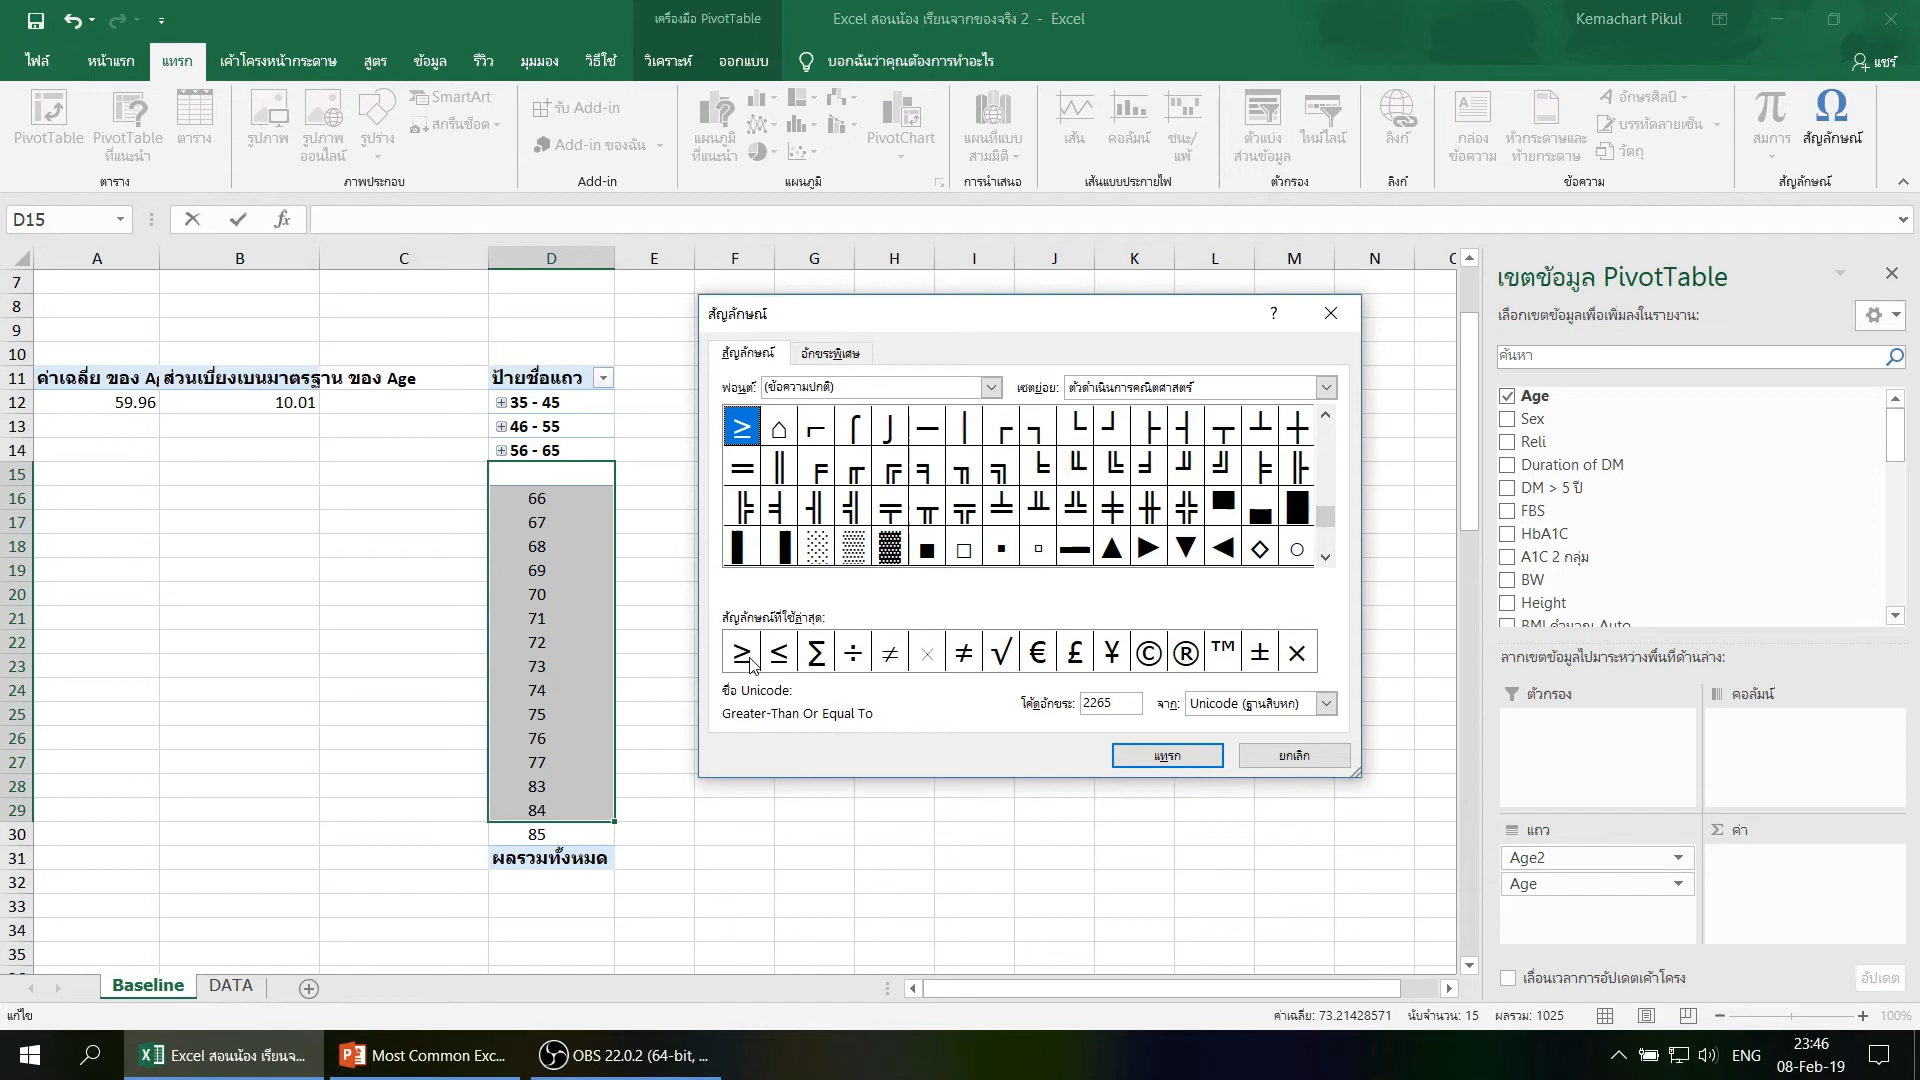 เครื่องมือ PivotTable
Excel สอนน้อง เรียนจากของจริง 2 - Excel
Kemachart Pikul
ไฟล์ หน้าแรก แทรก เค้าโครงหน้ากระดาษ สูตร ข้อมูล รีวิว มุมมอง วิธีใช้ วิเคราะห์ ออกแบบ บอกฉันว่าคุณต้องการทำอะไร แชร์
PivotTable
PivotTable ที่แนะนำ
ตาราง
ตาราง
รูปภาพ
รูปภาพ ออนไลน์
รูปร่าง
SmartArt
สกรีนช็อต
ภาพประกอบ
รับ Add-in
Add-in ของฉัน
Add-in
แผนภูมิ ที่แนะนำ
PivotChart
แผนภูมิ
แผนที่แบบ สามมิติ
การนำเสนอ
เส้น
คอลัมน์
ชนะ/ แพ้
เส้นแบบประกายไฟ
ตัวแบ่ง ส่วนข้อมูล
ไทม์ไลน์
ตัวกรอง
ลิงก์
ลิงก์
กล่อง ข้อความ
หัวกระดาษและ ท้ายกระดาษ
อักษรศิลป์
บรรทัดลายเซ็น
วัตถุ
ข้อความ
สมการ
สัญลักษณ์
สัญลักษณ์
D15
fx
A B C D E F G H I J K L M N
7
8
9
10
11 ค่าเฉลี่ย ของ Ag ส่วนเบี่ยงเบนมาตรฐาน ของ Age ป้ายชื่อแถว
12 59.96 10.01 35 - 45
13 46 - 55
14 56 - 65
15
16 66
17 67
18 68
19 69
20 70
21 71
22 72
23 73
24 74
25 75
26 76
27 77
28 83
29 84
30 85
31 ผลรวมทั้งหมด
32
33
34
35
สัญลักษณ์ ?
สัญลักษณ์ อักขระพิเศษ
ฟอนต์: (ข้อความปกติ) เซตย่อย: ตัวดำเนินการคณิตศาสตร์
≥ ⌂ ⌐ ⌠ ⌡ ─ │ ┌ ┐ └ ┘ ├ ┤ ┬ ┴ ┼
═ ║ ╒ ╓ ╔ ╕ ╖ ╗ ╘ ╙ ╚ ╛ ╜ ╝ ╞ ╟
╠ ╡ ╢ ╣ ╤ ╥ ╦ ╧ ╨ ╩ ╪ ╫ ╬ ▀ ▄ █
▌ ▐ ░ ▒ ▓ ■ □ ▪ ▫ ▬ ▲ ► ▼ ◄ ◊ ○
สัญลักษณ์ที่ใช้ล่าสุด:
≥ ≤ ∑ ÷ ≠ × ≠ √ € £ ¥ © ® ™ ± ×
ชื่อ Unicode:
Greater-Than Or Equal To
โค้ดอักขระ: 2265 จาก: Unicode (ฐานสิบหก)
แทรก ยกเลิก
เขตข้อมูล PivotTable
เลือกเขตข้อมูลเพื่อเพิ่มลงในรายงาน:
ค้นหา
Age
Sex
Reli
Duration of DM
DM > 5 ปี
FBS
HbA1C
A1C 2 กลุ่ม
BW
Height
BMI คำนวณ Auto
ลากเขตข้อมูลไปมาระหว่างพื้นที่ด้านล่าง:
ตัวกรอง คอลัมน์
แถว Σ ค่า
Age2
Age
เลื่อนเวลาการอัปเดตเค้าโครง อัปเดต
Baseline DATA
แก้ไข
ค่าเฉลี่ย: 73.21428571 นับจำนวน: 15 ผลรวม: 1025
100%
Excel สอนน้อง เรียนจ...
Most Common Exc...
OBS 22.0.2 (64-bit, ...
ENG
23:46
08-Feb-19